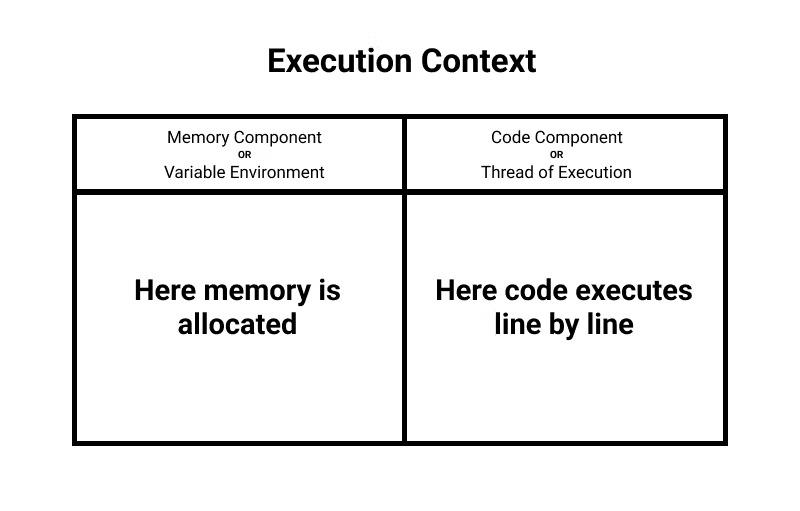 Execution Context
Memory Component
OR
Variable Environment
Code Component
OR
Thread of Execution
Here memory is
allocated
Here code executes
line by line